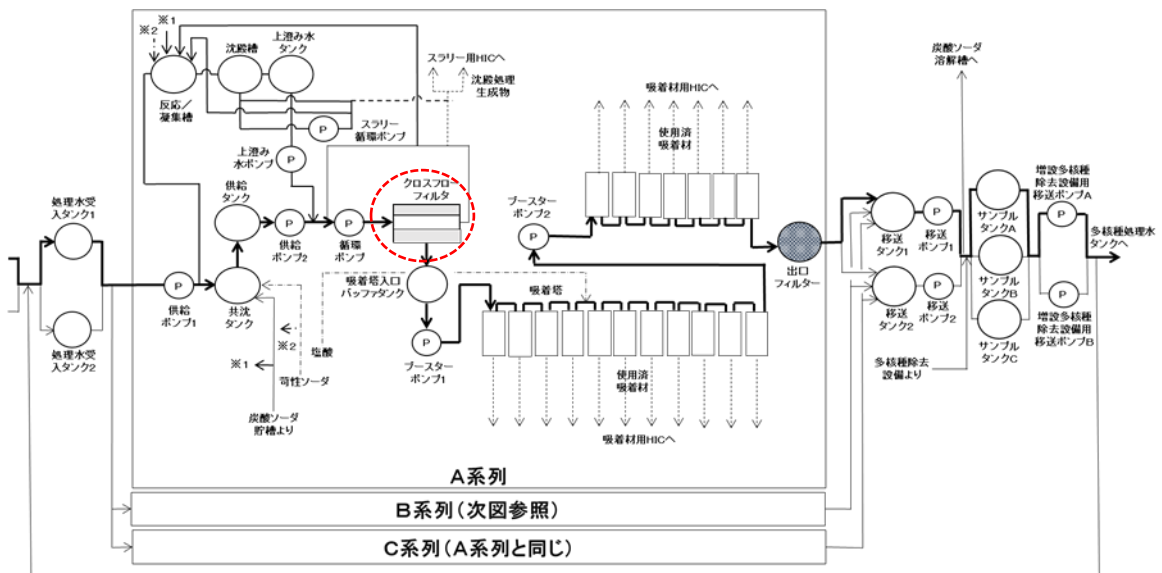 ※1
※2
沈殿槽
上澄み水
タンク
反応／
凝集槽
スラリー用HICへ
沈殿処理
生成物
P
スラリー
循環ポンプ
P
上澄み
水ポンプ
供給
タンク
P
供給
ポンプ2
P
循環
ポンプ
クロスフロー
フィルタ
処理水受
入タンク1
処理水受
入タンク2
P
供給
ポンプ1
共沈
タンク
※2
※1
塩酸
苛性ソーダ
炭酸ソーダ
貯槽より
吸着塔入口
バッファタンク
P
ブースター
ポンプ1
ブースター
ポンプ2
P
吸着材用HICへ
使用済
吸着材
吸着塔
使用済
吸着材
吸着材用HICへ
出口
フィルター
A系列
B系列(次図参照)
C系列(A系列と同じ)
移送
タンク1
P
移送
ポンプ1
移送
タンク2
P
移送
ポンプ2
炭酸ソーダ
溶解槽へ
サンプル
タンクA
サンプル
タンクB
サンプル
タンクC
多核種除去
設備より
増設多核種
除去設備用
移送ポンプA
P
多核種処理水
タンクへ
P
増設多核種
除去設備用
移送ポンプB